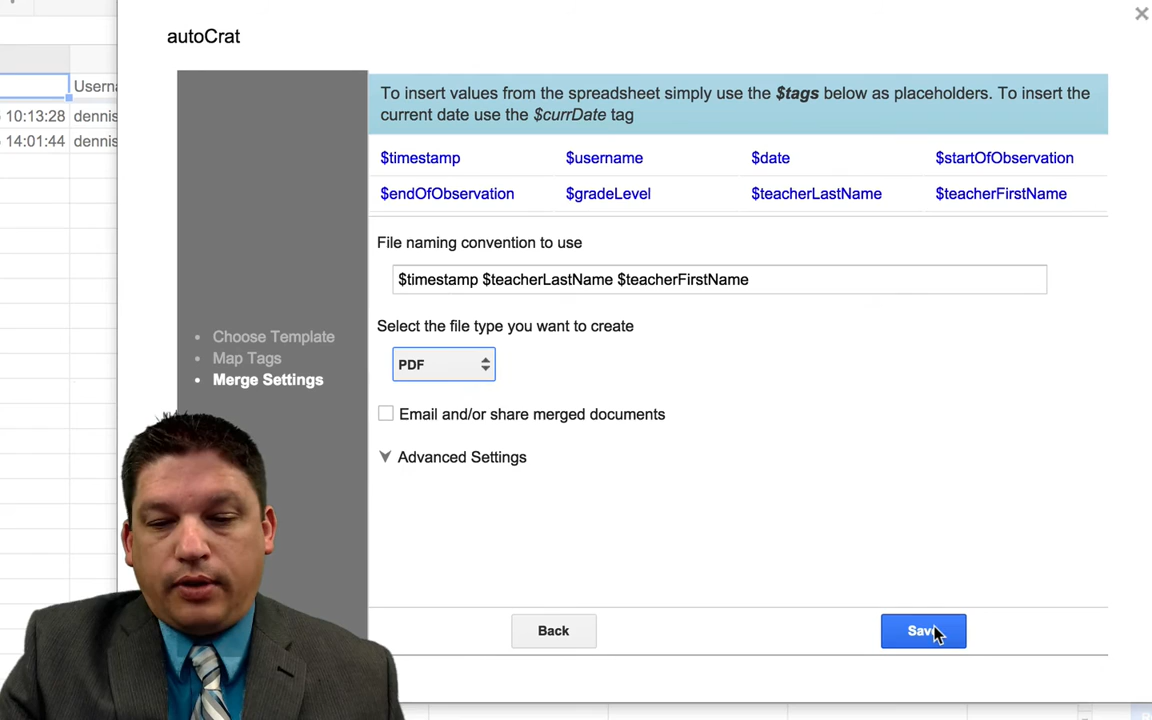 autoCrat
To insert values from the spreadsheet simply use the $tags below as placeholders. To insert the
current date use the $currDate tag
$timestamp $username $date $startOfObservation
$endOfObservation $gradeLevel $teacherLastName $teacherFirstName
File naming convention to use
$timestamp $teacherLastName $teacherFirstName
Select the file type you want to create
PDF
Email and/or share merged documents
Advanced Settings
Choose Template
Map Tags
Merge Settings
Back
Save
10:13:28 dennis
14:01:44 dennis